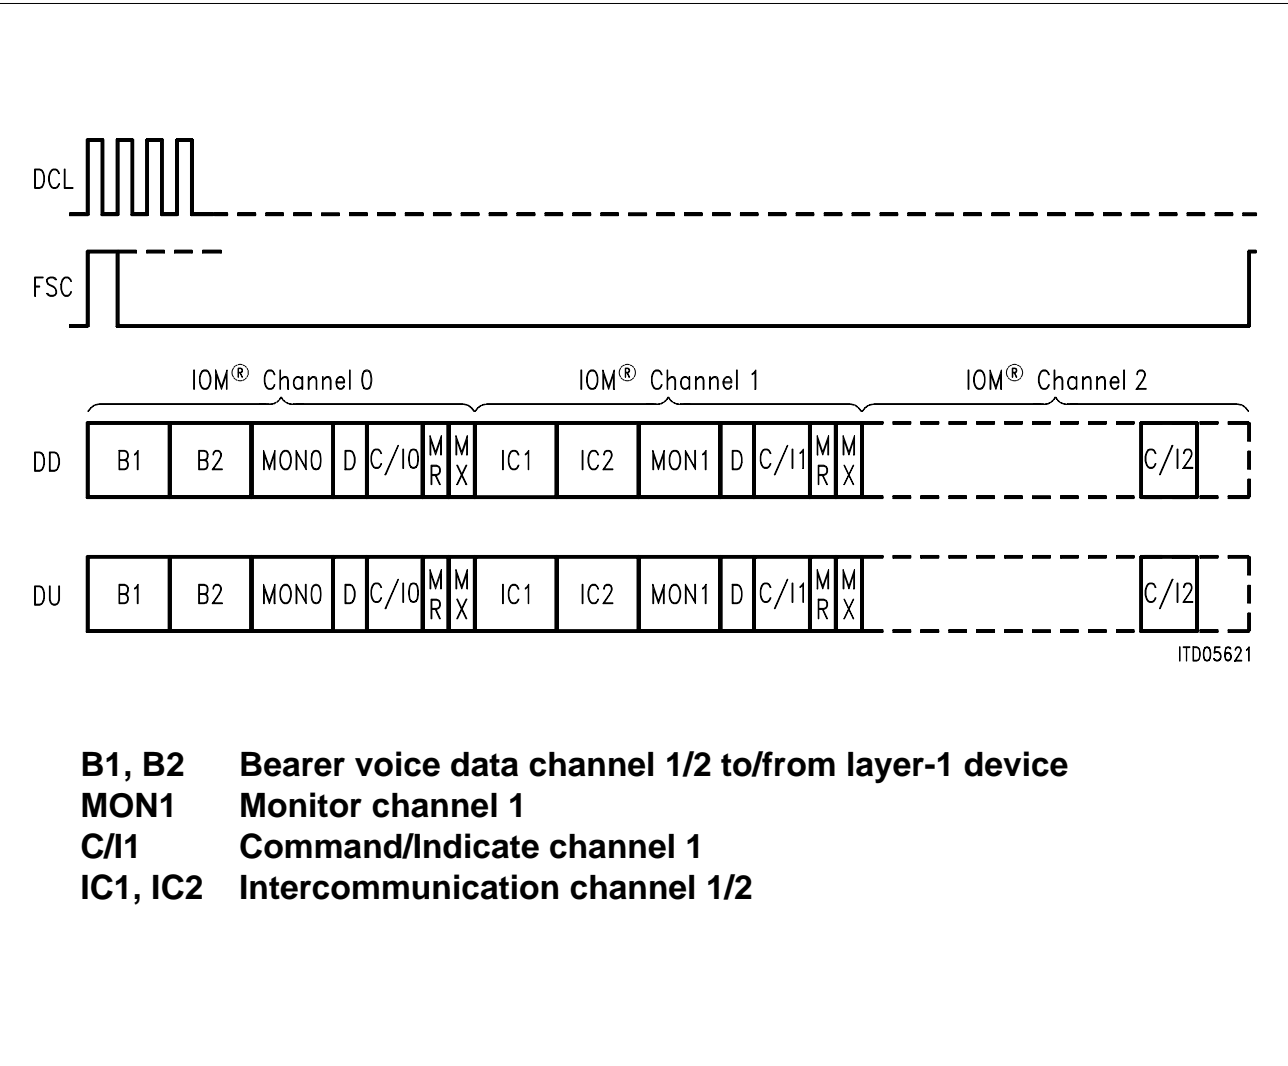 DCL
FSC
IOM® Channel 0 IOM® Channel 1 IOM® Channel 2
DD B1 B2 MON0 D C/I0 MR MX IC1 IC2 MON1 D C/I1 MR MX C/I2
DU B1 B2 MON0 D C/I0 MR MX IC1 IC2 MON1 D C/I1 MR MX C/I2
ITD05621
B1, B2 Bearer voice data channel 1/2 to/from layer-1 device
MON1 Monitor channel 1
C/I1 Command/Indicate channel 1
IC1, IC2 Intercommunication channel 1/2